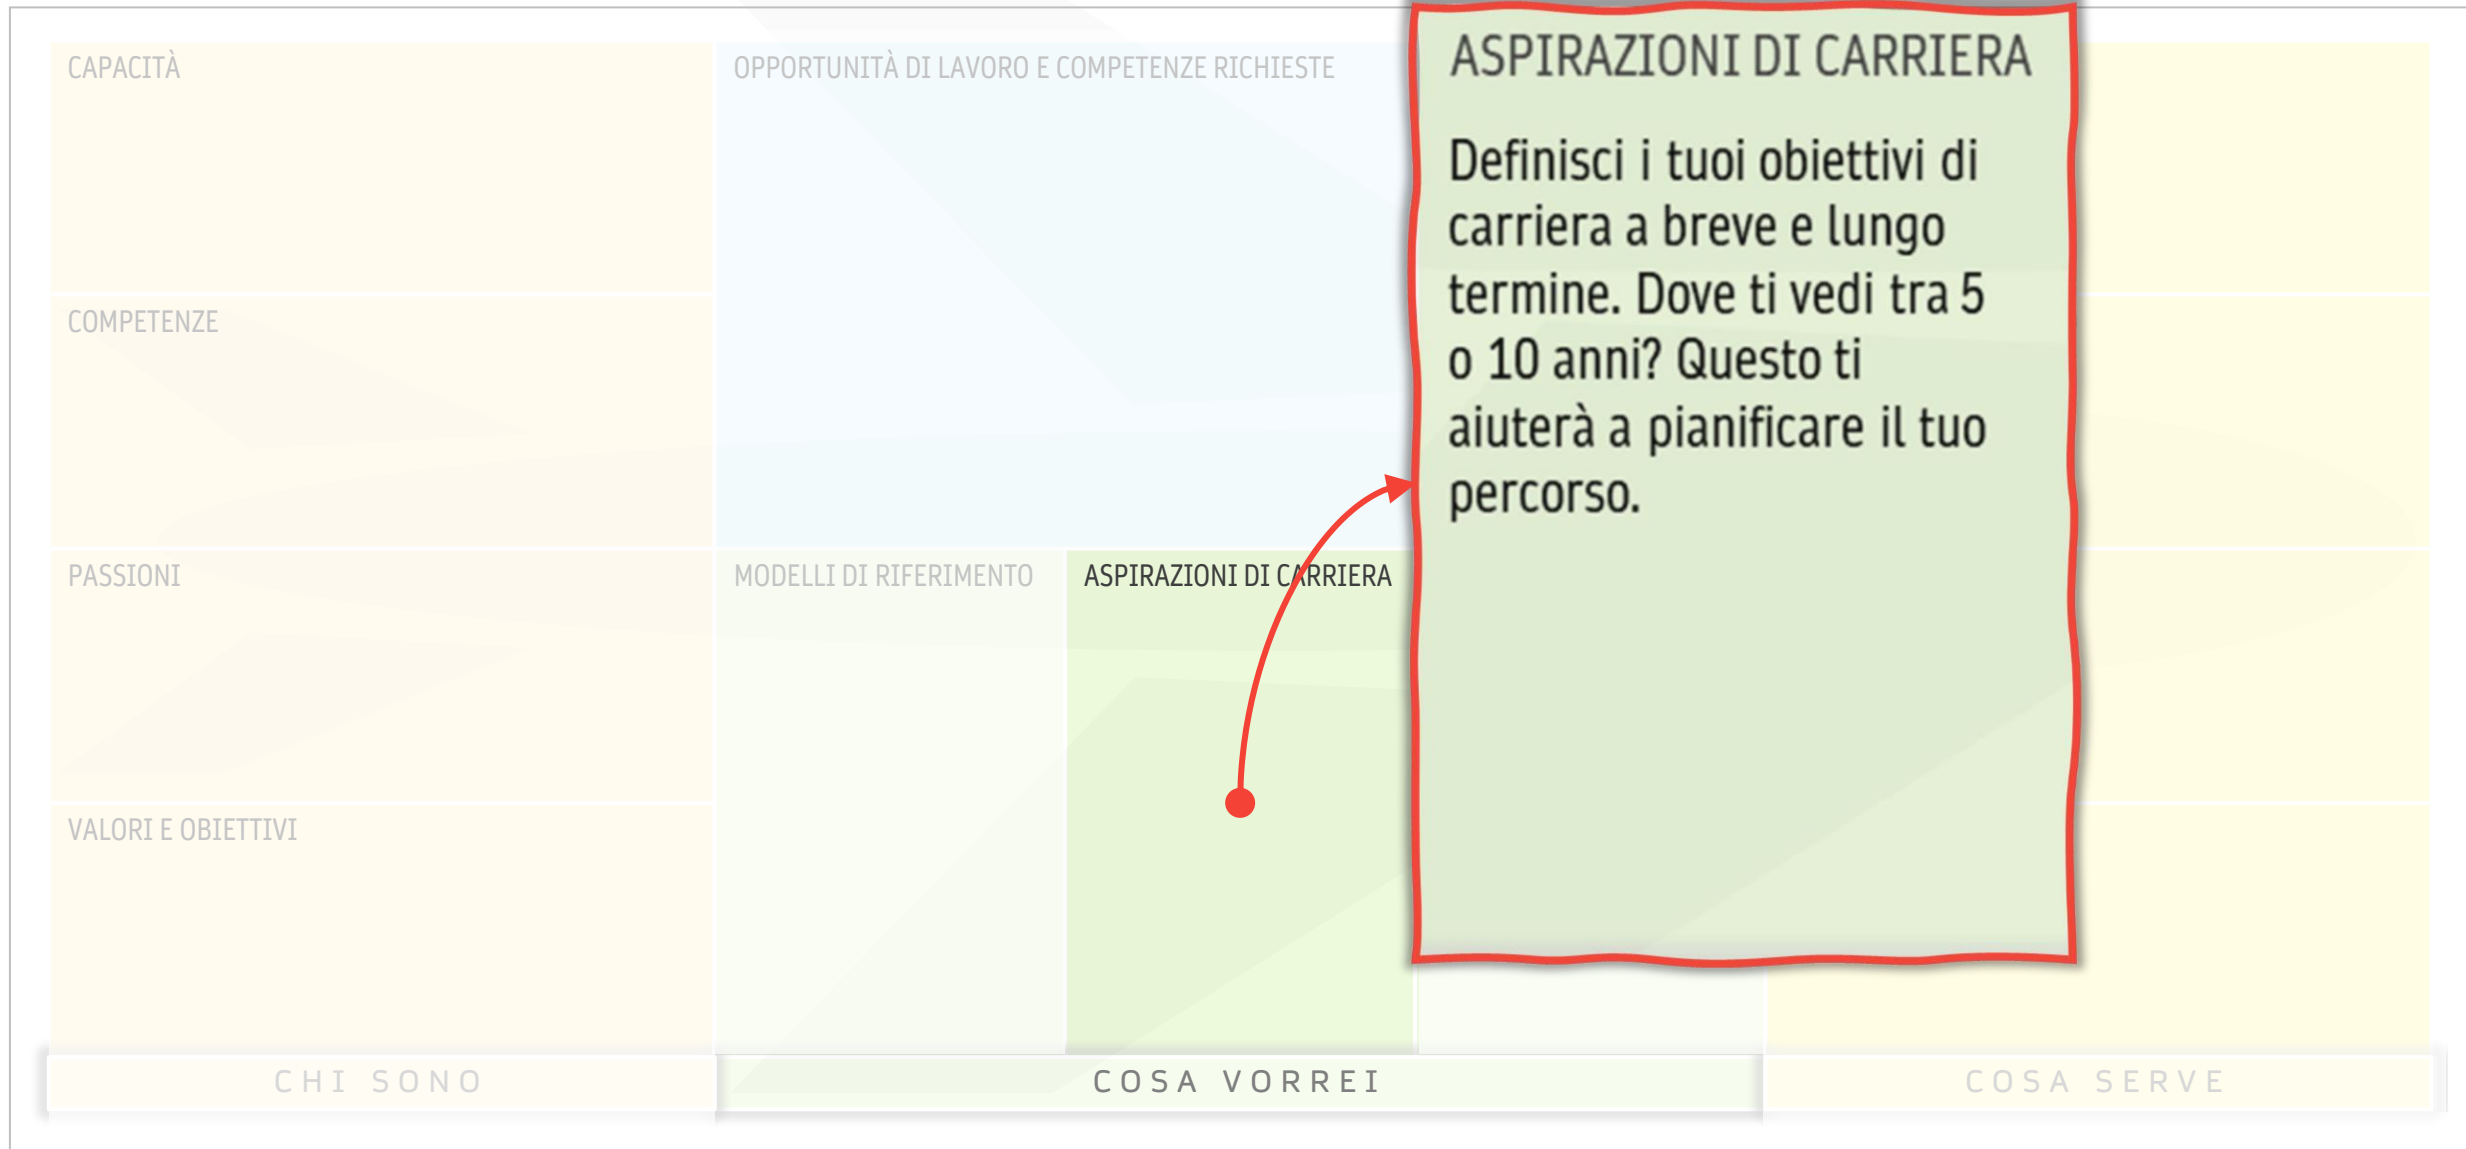 CAPACITÀ
OPPORTUNITÀ DI LAVORO E COMPETENZE RICHIESTE
ASPIRAZIONI DI CARRIERA
Definisci i tuoi obiettivi di
carriera a breve e lungo
termine. Dove ti vedi tra 5
o 10 anni? Questo ti
aiuterà a pianificare il tuo
percorso.
COMPETENZE
PASSIONI
MODELLI DI RIFERIMENTO
ASPIRAZIONI DI CARRIERA
VALORI E OBIETTIVI
CHI SONO
COSA VORREI
COSA SERVE